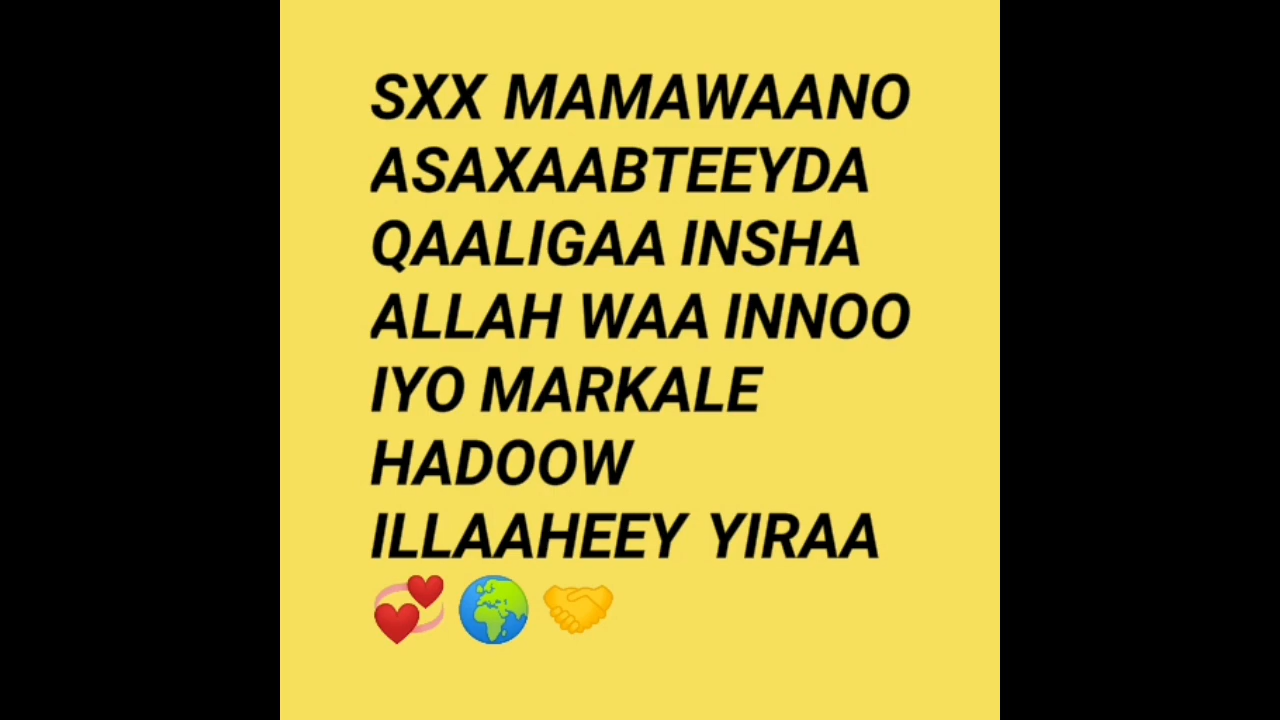 SXX MAMAWAANO
ASAXAABTEEYDA
QAALIGAA INSHA
ALLAH WAA INNOO
IYO MARKALE
HADOOW
ILLAAHEEY YIRAA
💞🌍🤝